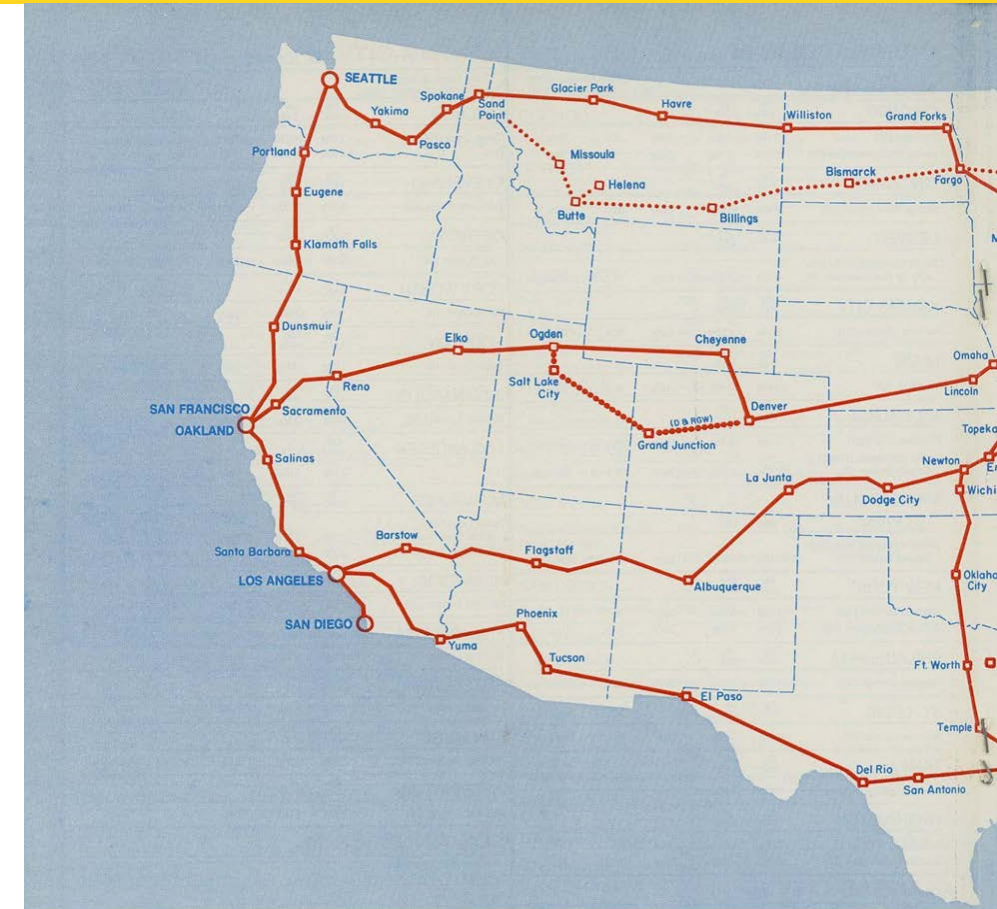 SEATTLE
Yakima
Pasco
Spokane
Sand
Point
Glacier Park
Havre
Williston
Grand Forks
Portland
Missoula
Helena
Butte
Billings
Bismarck
Fargo
Eugene
Klamath Falls
Dunsmuir
Elko
Ogden
Cheyenne
Omaha
Reno
Salt Lake
City
Lincoln
SAN FRANCISCO
OAKLAND
Sacramento
Denver
(D & RGW)
Grand Junction
Topeka
Salinas
La Junta
Newton
Dodge City
Wichi
Barstow
Santa Barbara
Flagstaff
LOS ANGELES
Albuquerque
Oklaho
City
SAN DIEGO
Phoenix
Yuma
Tucson
Ft. Worth
El Paso
Temple
Del Rio
San Antonio